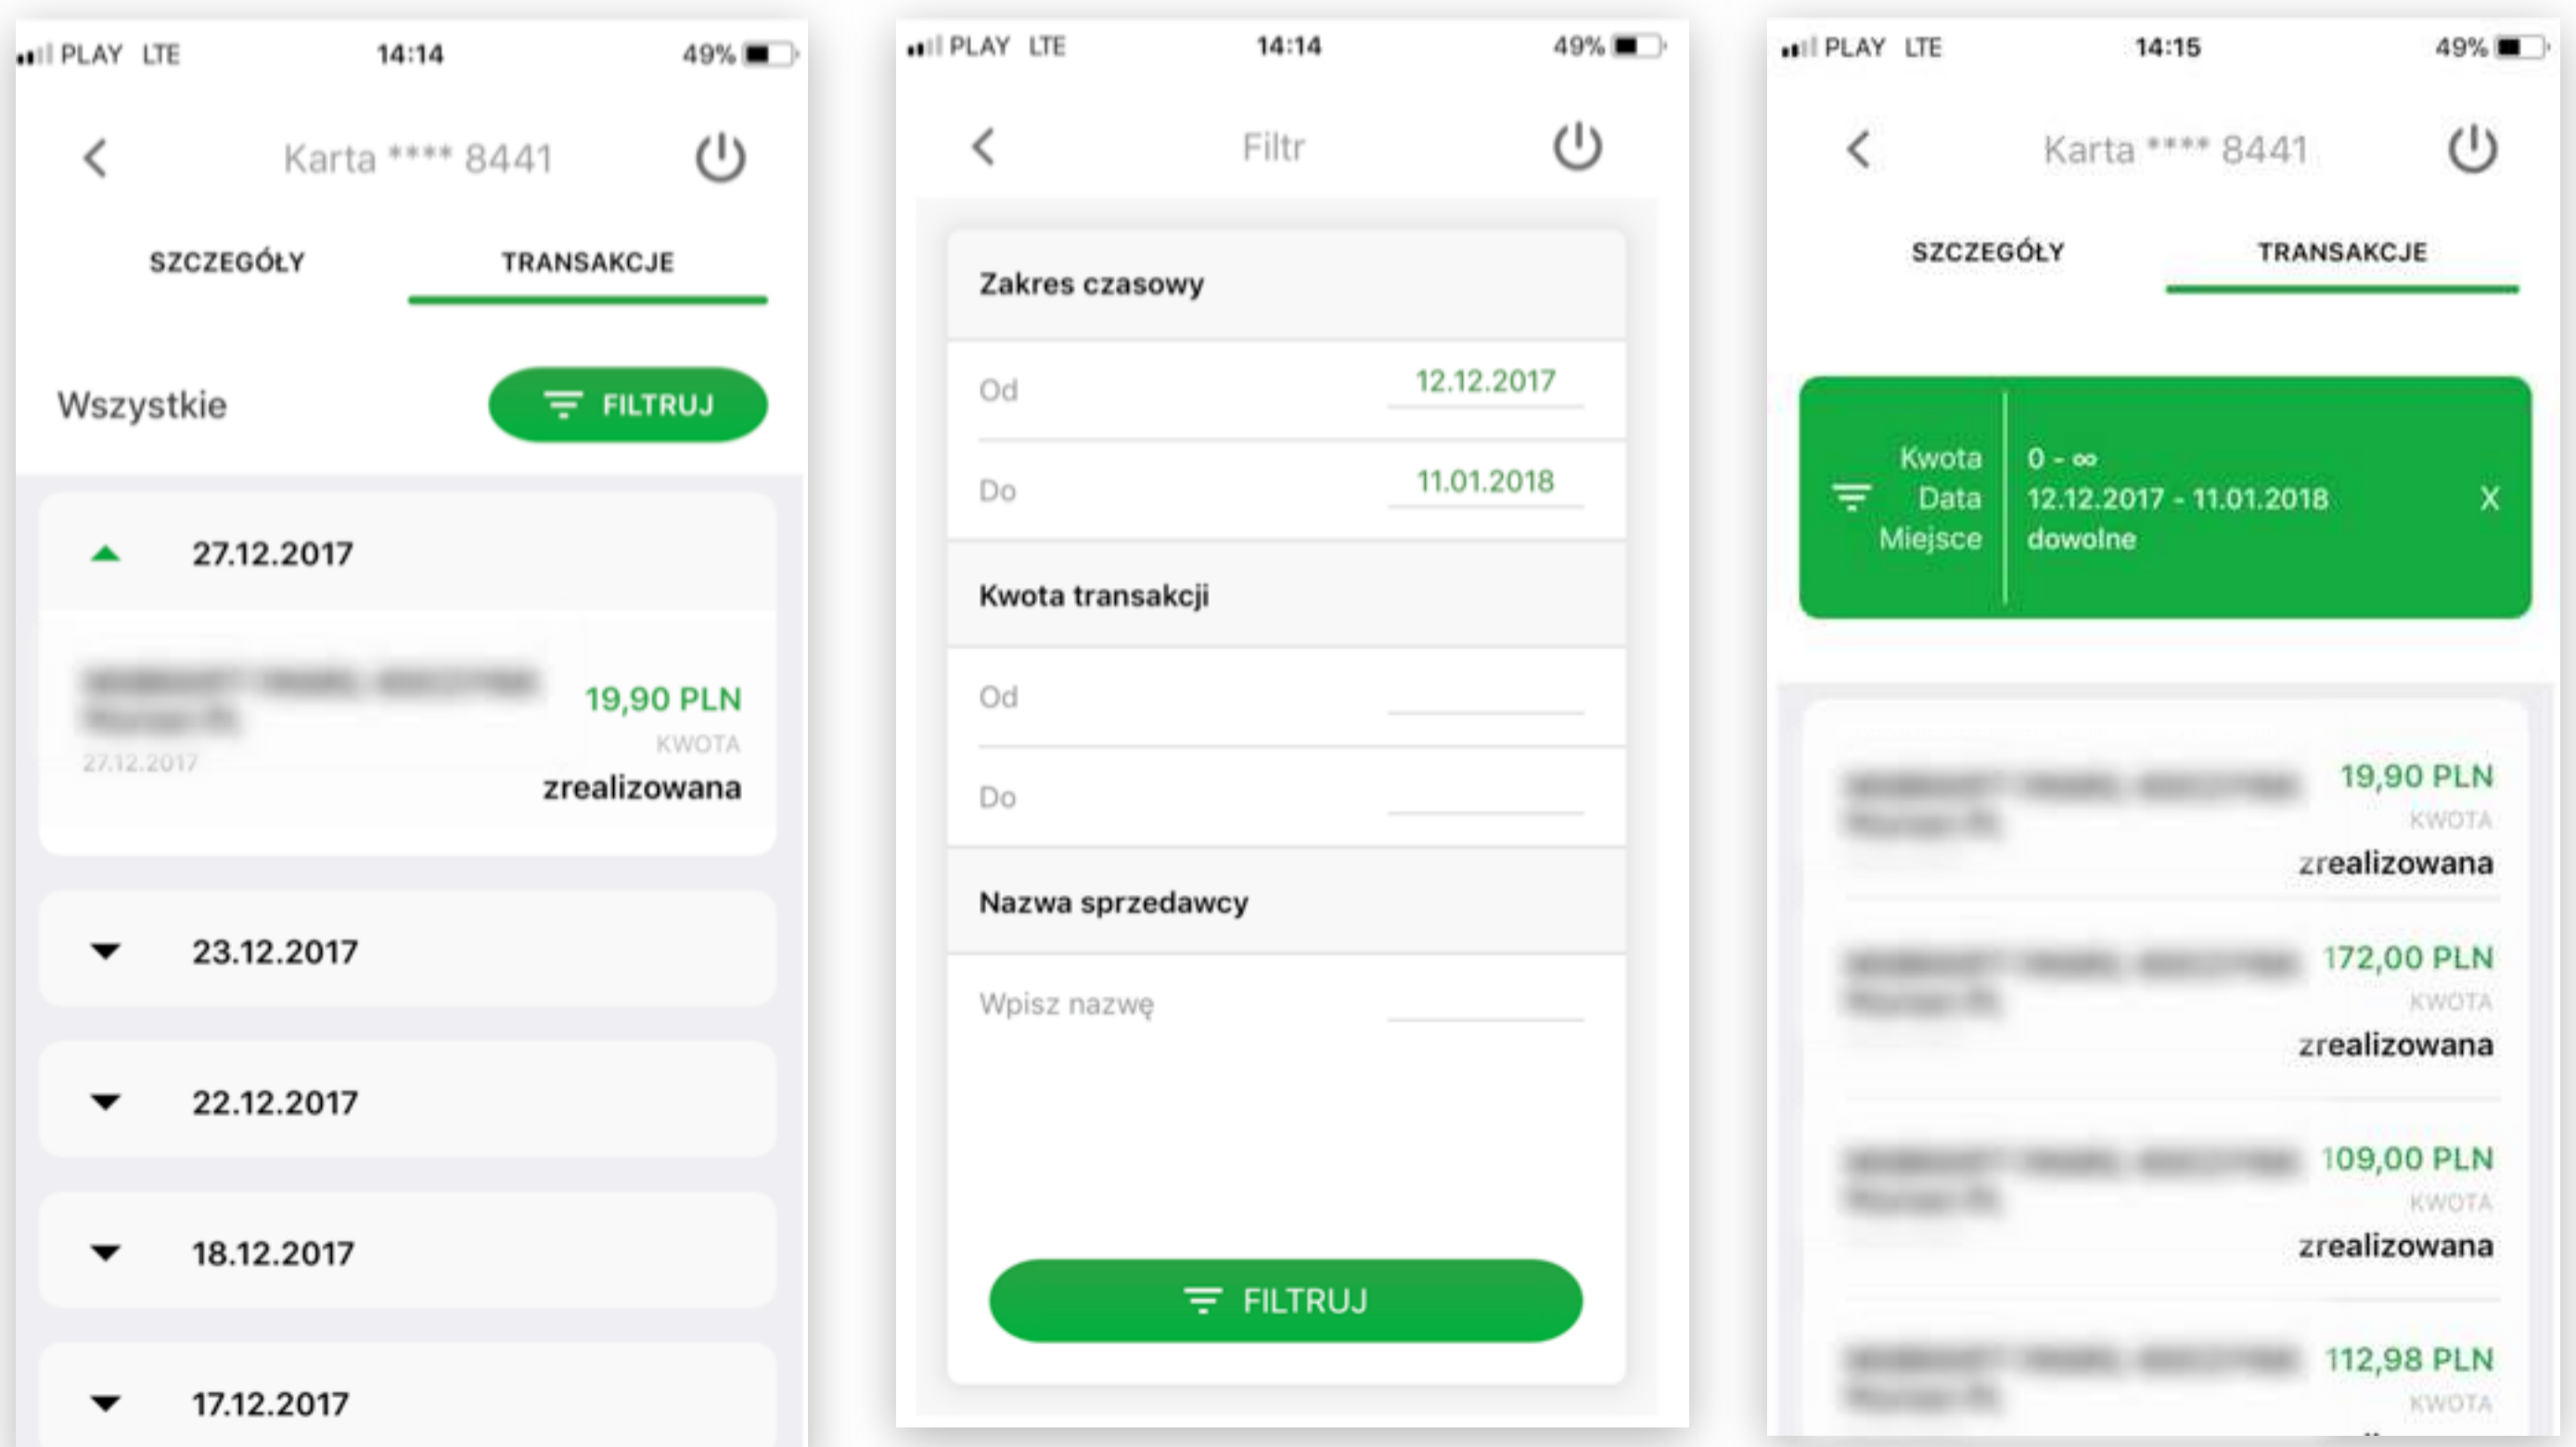 PLAY LTE 14:14 49%
Karta **** 8441
SZCZEGÓŁY TRANSAKCJE
Wszystkie FILTRUJ
27.12.2017
19,90 PLN
KWOTA
27.12.2017
zrealizowana
23.12.2017
22.12.2017
18.12.2017
17.12.2017
PLAY LTE 14:14 49%
Filtr
Zakres czasowy
Od 12.12.2017
Do 11.01.2018
Kwota transakcji
Od
Do
Nazwa sprzedawcy
Wpisz nazwę
FILTRUJ
PLAY LTE 14:15 49%
Karta **** 8441
SZCZEGÓŁY TRANSAKCJE
Kwota 0 - ∞
Data 12.12.2017 - 11.01.2018 X
Miejsce dowolne
19,90 PLN
KWOTA
zrealizowana
172,00 PLN
KWOTA
zrealizowana
109,00 PLN
KWOTA
zrealizowana
112,98 PLN
KWOTA